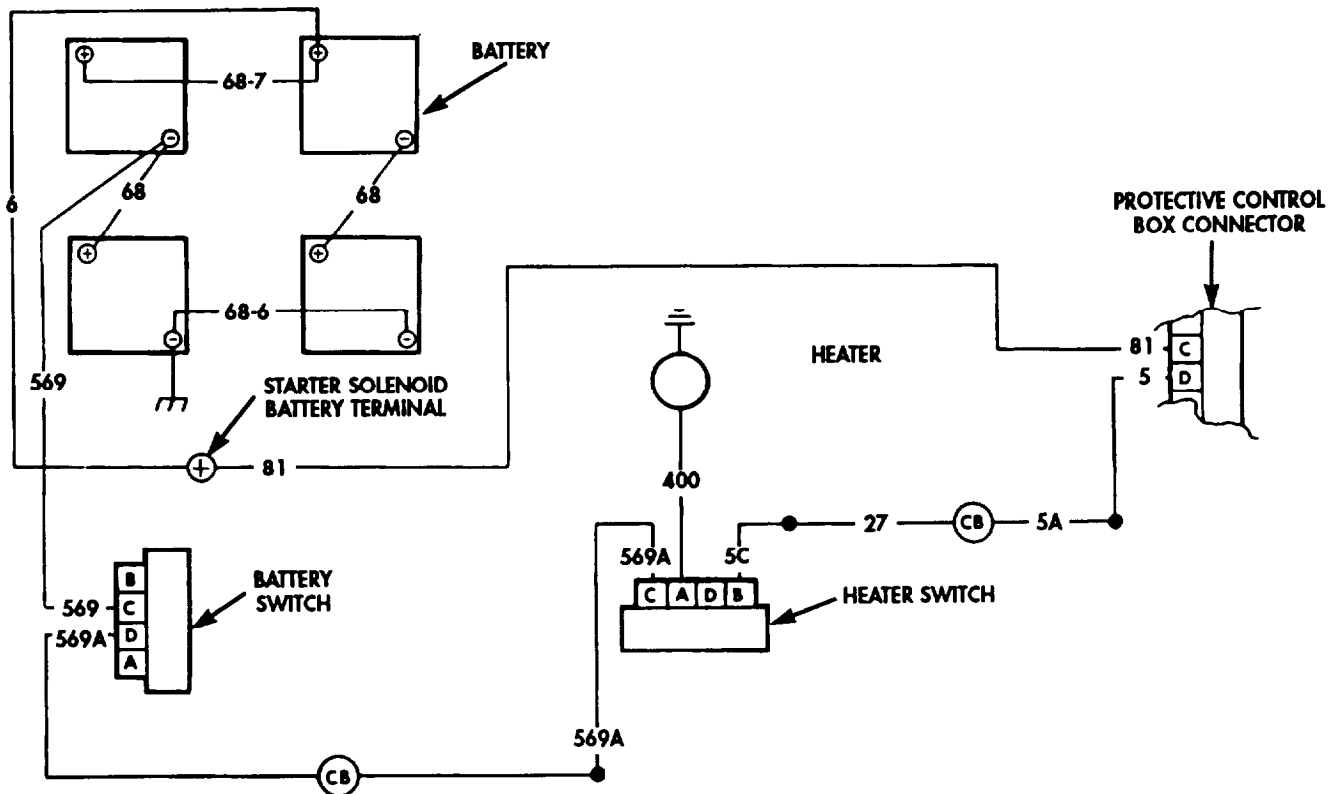 BATTERY
68-7
6
68
68
PROTECTIVE CONTROL
BOX CONNECTOR
68-6
HEATER
81
C
5
D
569
STARTER SOLENOID
BATTERY TERMINAL
81
400
27
CB
5A
569A
5C
B
BATTERY
SWITCH
569
C
569A
D
A
C
A
D
B
HEATER SWITCH
569A
CB